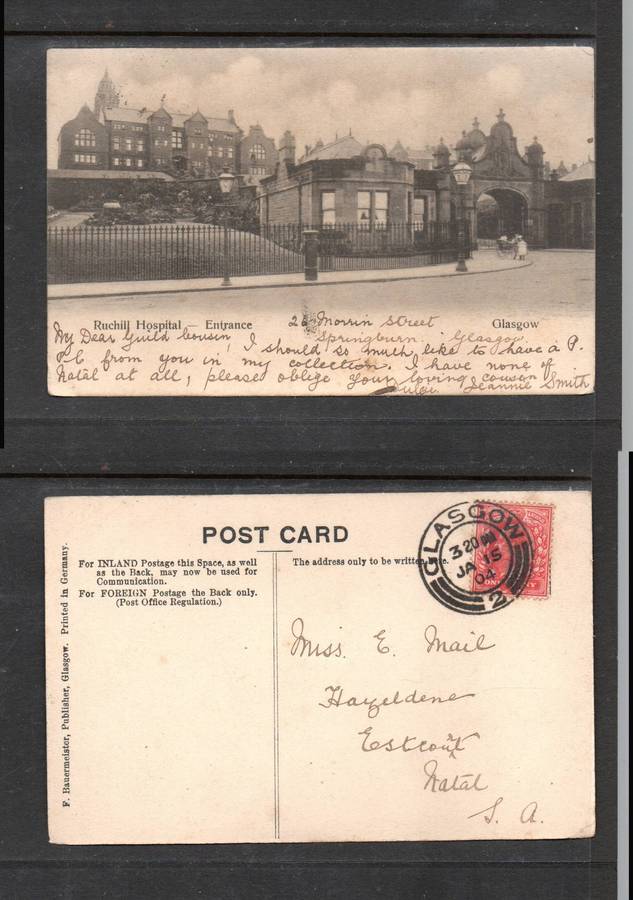 Ruchill Hospital — Entrance
Glasgow
26 Morrin Street
Springburn, Glasgow.
My Dear Guild Cousin, I should so much like to have a P.
P.C from you in my collection. I have none of
Natal at all, please oblige your loving cousin
Jeannie Smith
POST CARD
For INLAND Postage this Space, as well
as the Back, may now be used for
Communication.
For FOREIGN Postage the Back only.
(Post Office Regulation.)
The address only to be written here.
F. Bauermeister, Publisher, Glasgow. Printed in Germany.
GLASGOW
3 20 PM
JA 15
04
2
Miss. E. Mail
Hazeldene
Estcourt
Natal
S. A.